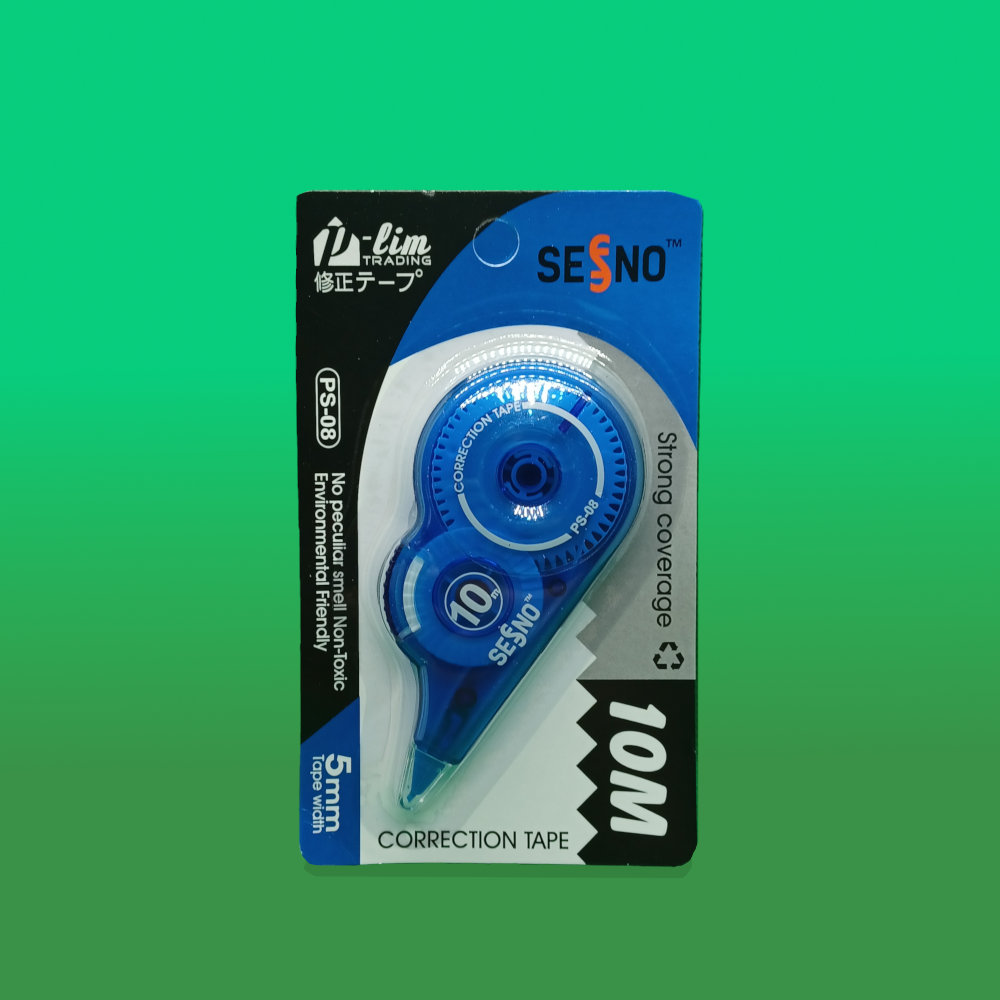 P-lim
TRADING
修正テープ
SESNO™
PS-08
No peculiar smell Non-Toxic
Environmental Friendly
CORRECTION TAPE
PS-08
10m
SESNO™
Strong coverage
10M
5mm
Tape width
CORRECTION TAPE